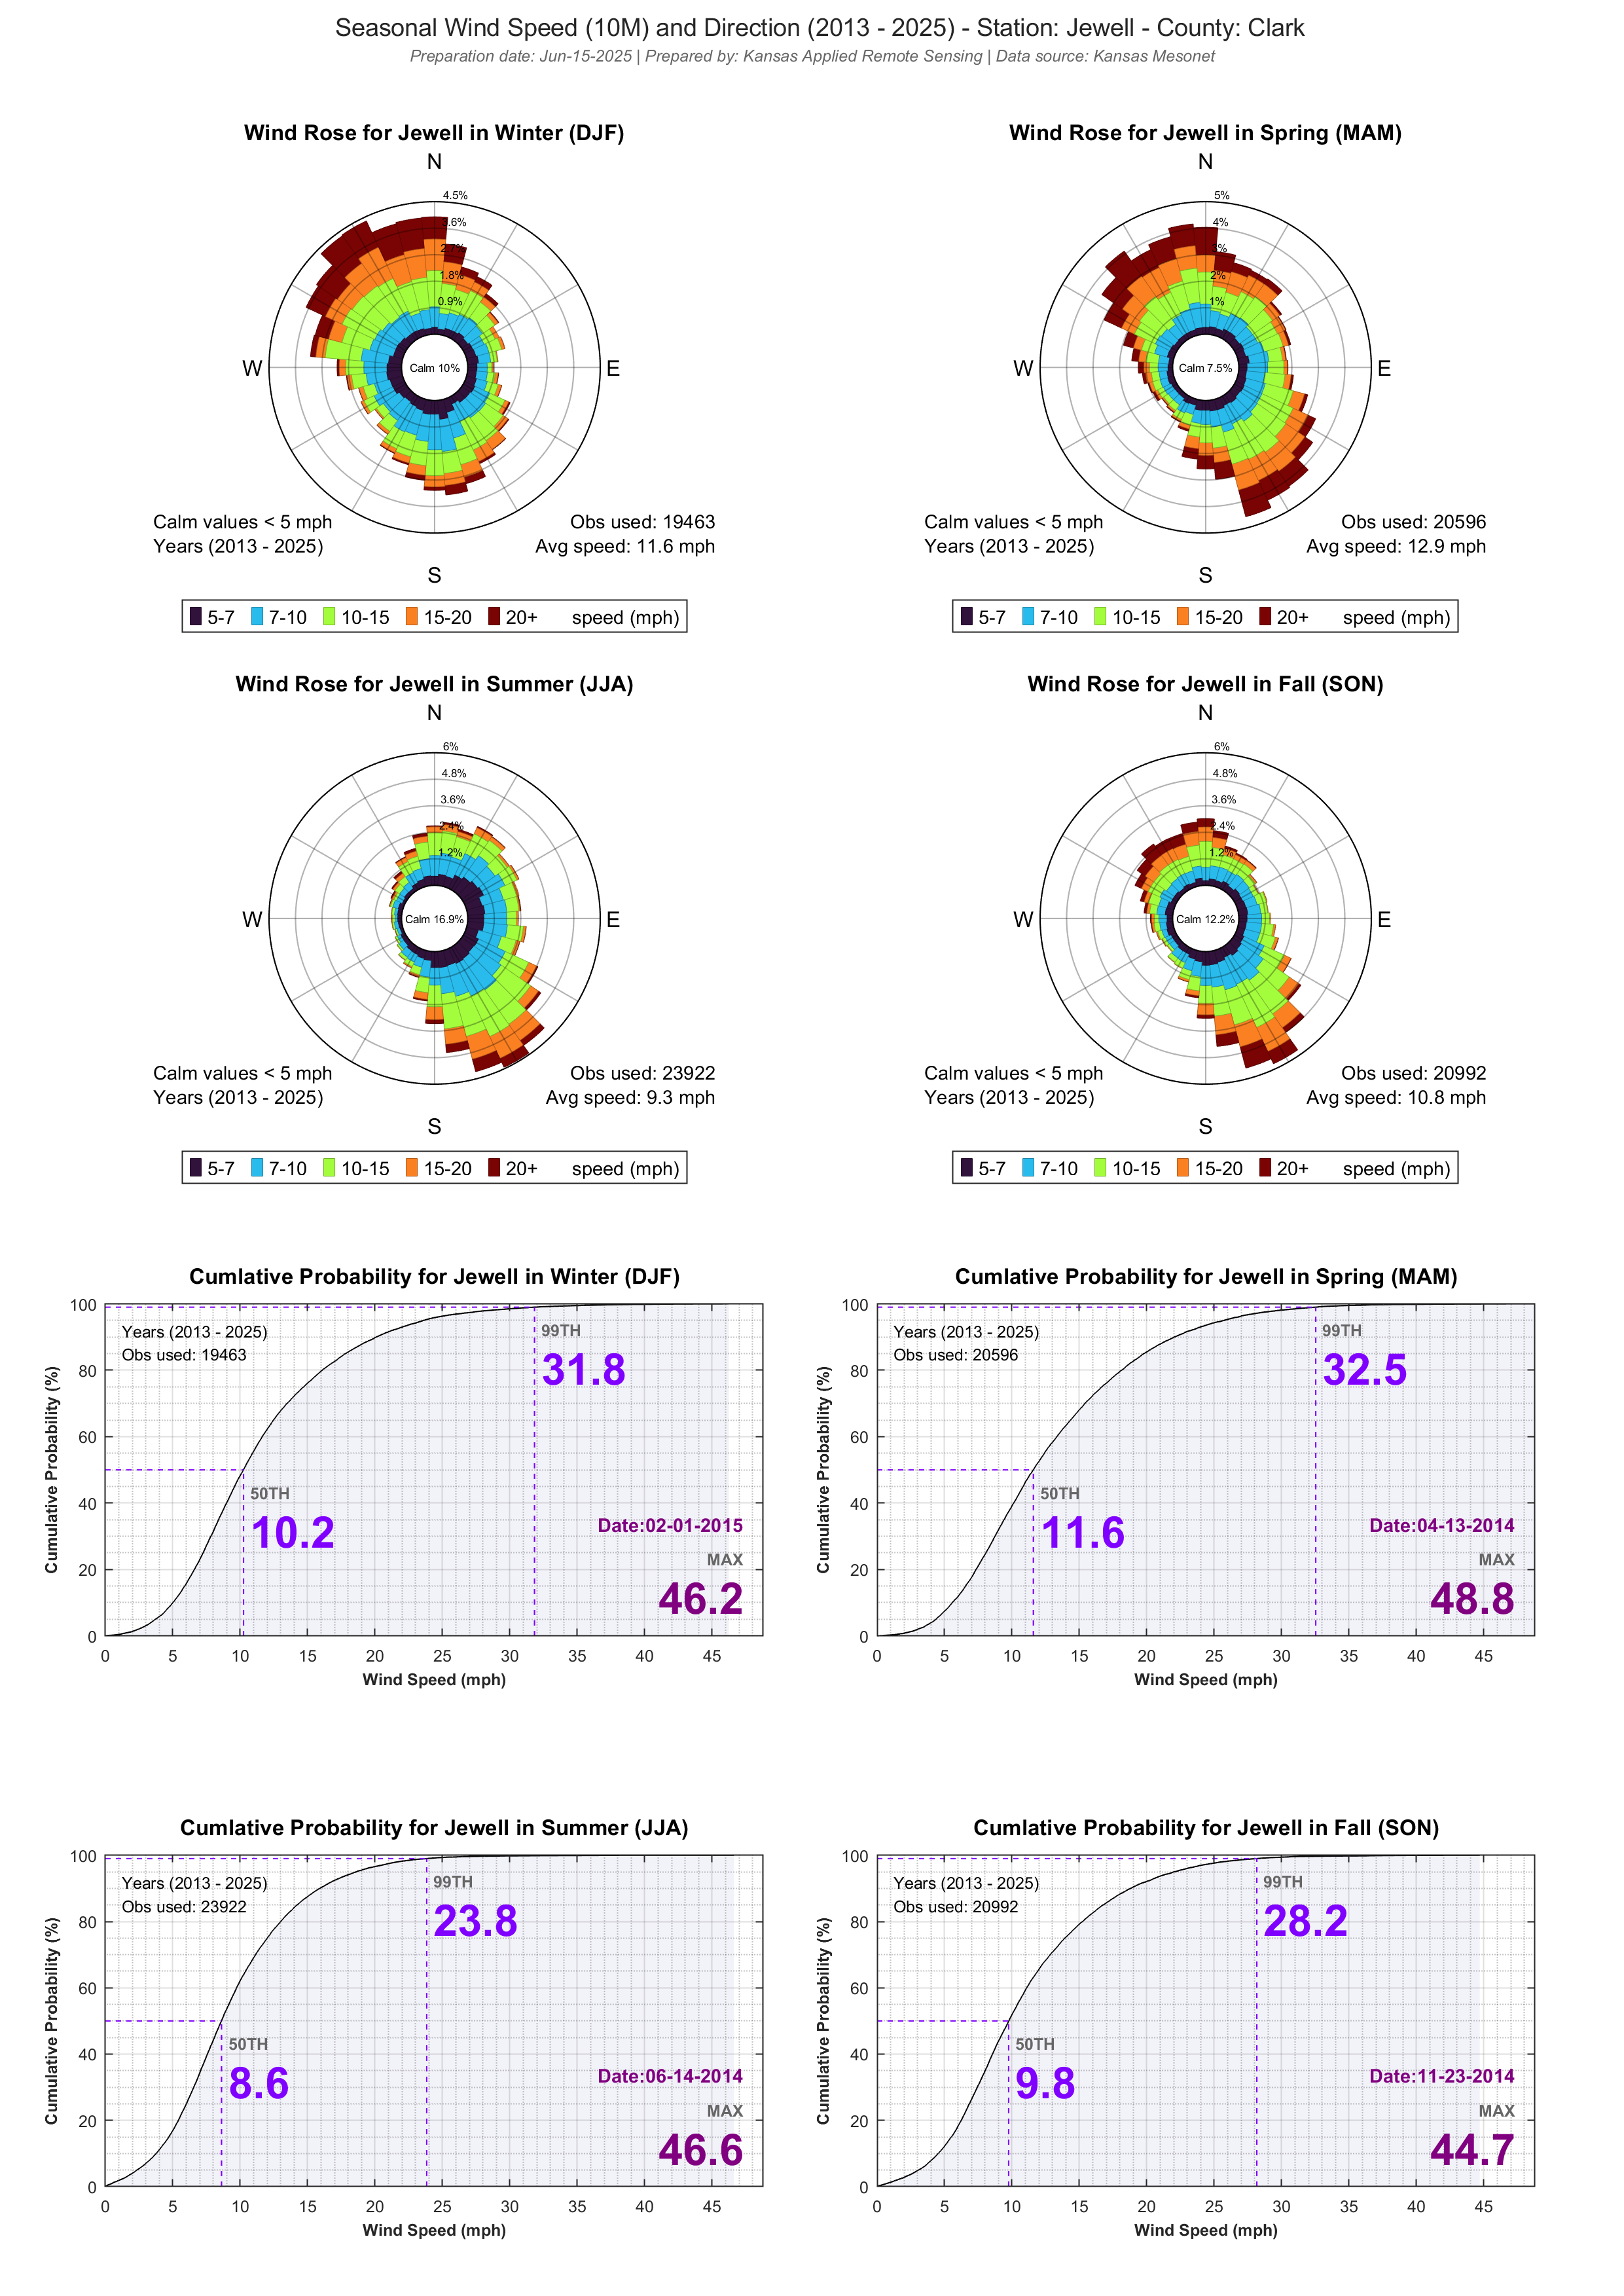 Seasonal Wind Speed (10M) and Direction (2013 - 2025) - Station: Jewell - County: Clark
Preparation date: Jun-15-2025 | Prepared by: Kansas Applied Remote Sensing | Data source: Kansas Mesonet
Wind Rose for Jewell in Winter (DJF)
N
4.5%
3.6%
2.7%
1.8%
0.9%
W
Calm 10%
E
Calm values < 5 mph
Years (2013 - 2025)
Obs used: 19463
Avg speed: 11.6 mph
S
5-7 7-10 10-15 15-20 20+ speed (mph)
Wind Rose for Jewell in Spring (MAM)
N
5%
4%
3%
2%
1%
W
Calm 7.5%
E
Calm values < 5 mph
Years (2013 - 2025)
Obs used: 20596
Avg speed: 12.9 mph
S
5-7 7-10 10-15 15-20 20+ speed (mph)
Wind Rose for Jewell in Summer (JJA)
N
6%
4.8%
3.6%
2.4%
1.2%
W
Calm 16.9%
E
Calm values < 5 mph
Years (2013 - 2025)
Obs used: 23922
Avg speed: 9.3 mph
S
5-7 7-10 10-15 15-20 20+ speed (mph)
Wind Rose for Jewell in Fall (SON)
N
6%
4.8%
3.6%
2.4%
1.2%
W
Calm 12.2%
E
Calm values < 5 mph
Years (2013 - 2025)
Obs used: 20992
Avg speed: 10.8 mph
S
5-7 7-10 10-15 15-20 20+ speed (mph)
Cumlative Probability for Jewell in Winter (DJF)
Cumulative Probability (%)
100
80
60
40
20
0
Years (2013 - 2025)
Obs used: 19463
99TH
31.8
50TH
10.2
Date:02-01-2015
MAX
46.2
0 5 10 15 20 25 30 35 40 45
Wind Speed (mph)
Cumlative Probability for Jewell in Spring (MAM)
Cumulative Probability (%)
100
80
60
40
20
0
Years (2013 - 2025)
Obs used: 20596
99TH
32.5
50TH
11.6
Date:04-13-2014
MAX
48.8
0 5 10 15 20 25 30 35 40 45
Wind Speed (mph)
Cumlative Probability for Jewell in Summer (JJA)
Cumulative Probability (%)
100
80
60
40
20
0
Years (2013 - 2025)
Obs used: 23922
99TH
23.8
50TH
8.6
Date:06-14-2014
MAX
46.6
0 5 10 15 20 25 30 35 40 45
Wind Speed (mph)
Cumlative Probability for Jewell in Fall (SON)
Cumulative Probability (%)
100
80
60
40
20
0
Years (2013 - 2025)
Obs used: 20992
99TH
28.2
50TH
9.8
Date:11-23-2014
MAX
44.7
0 5 10 15 20 25 30 35 40 45
Wind Speed (mph)